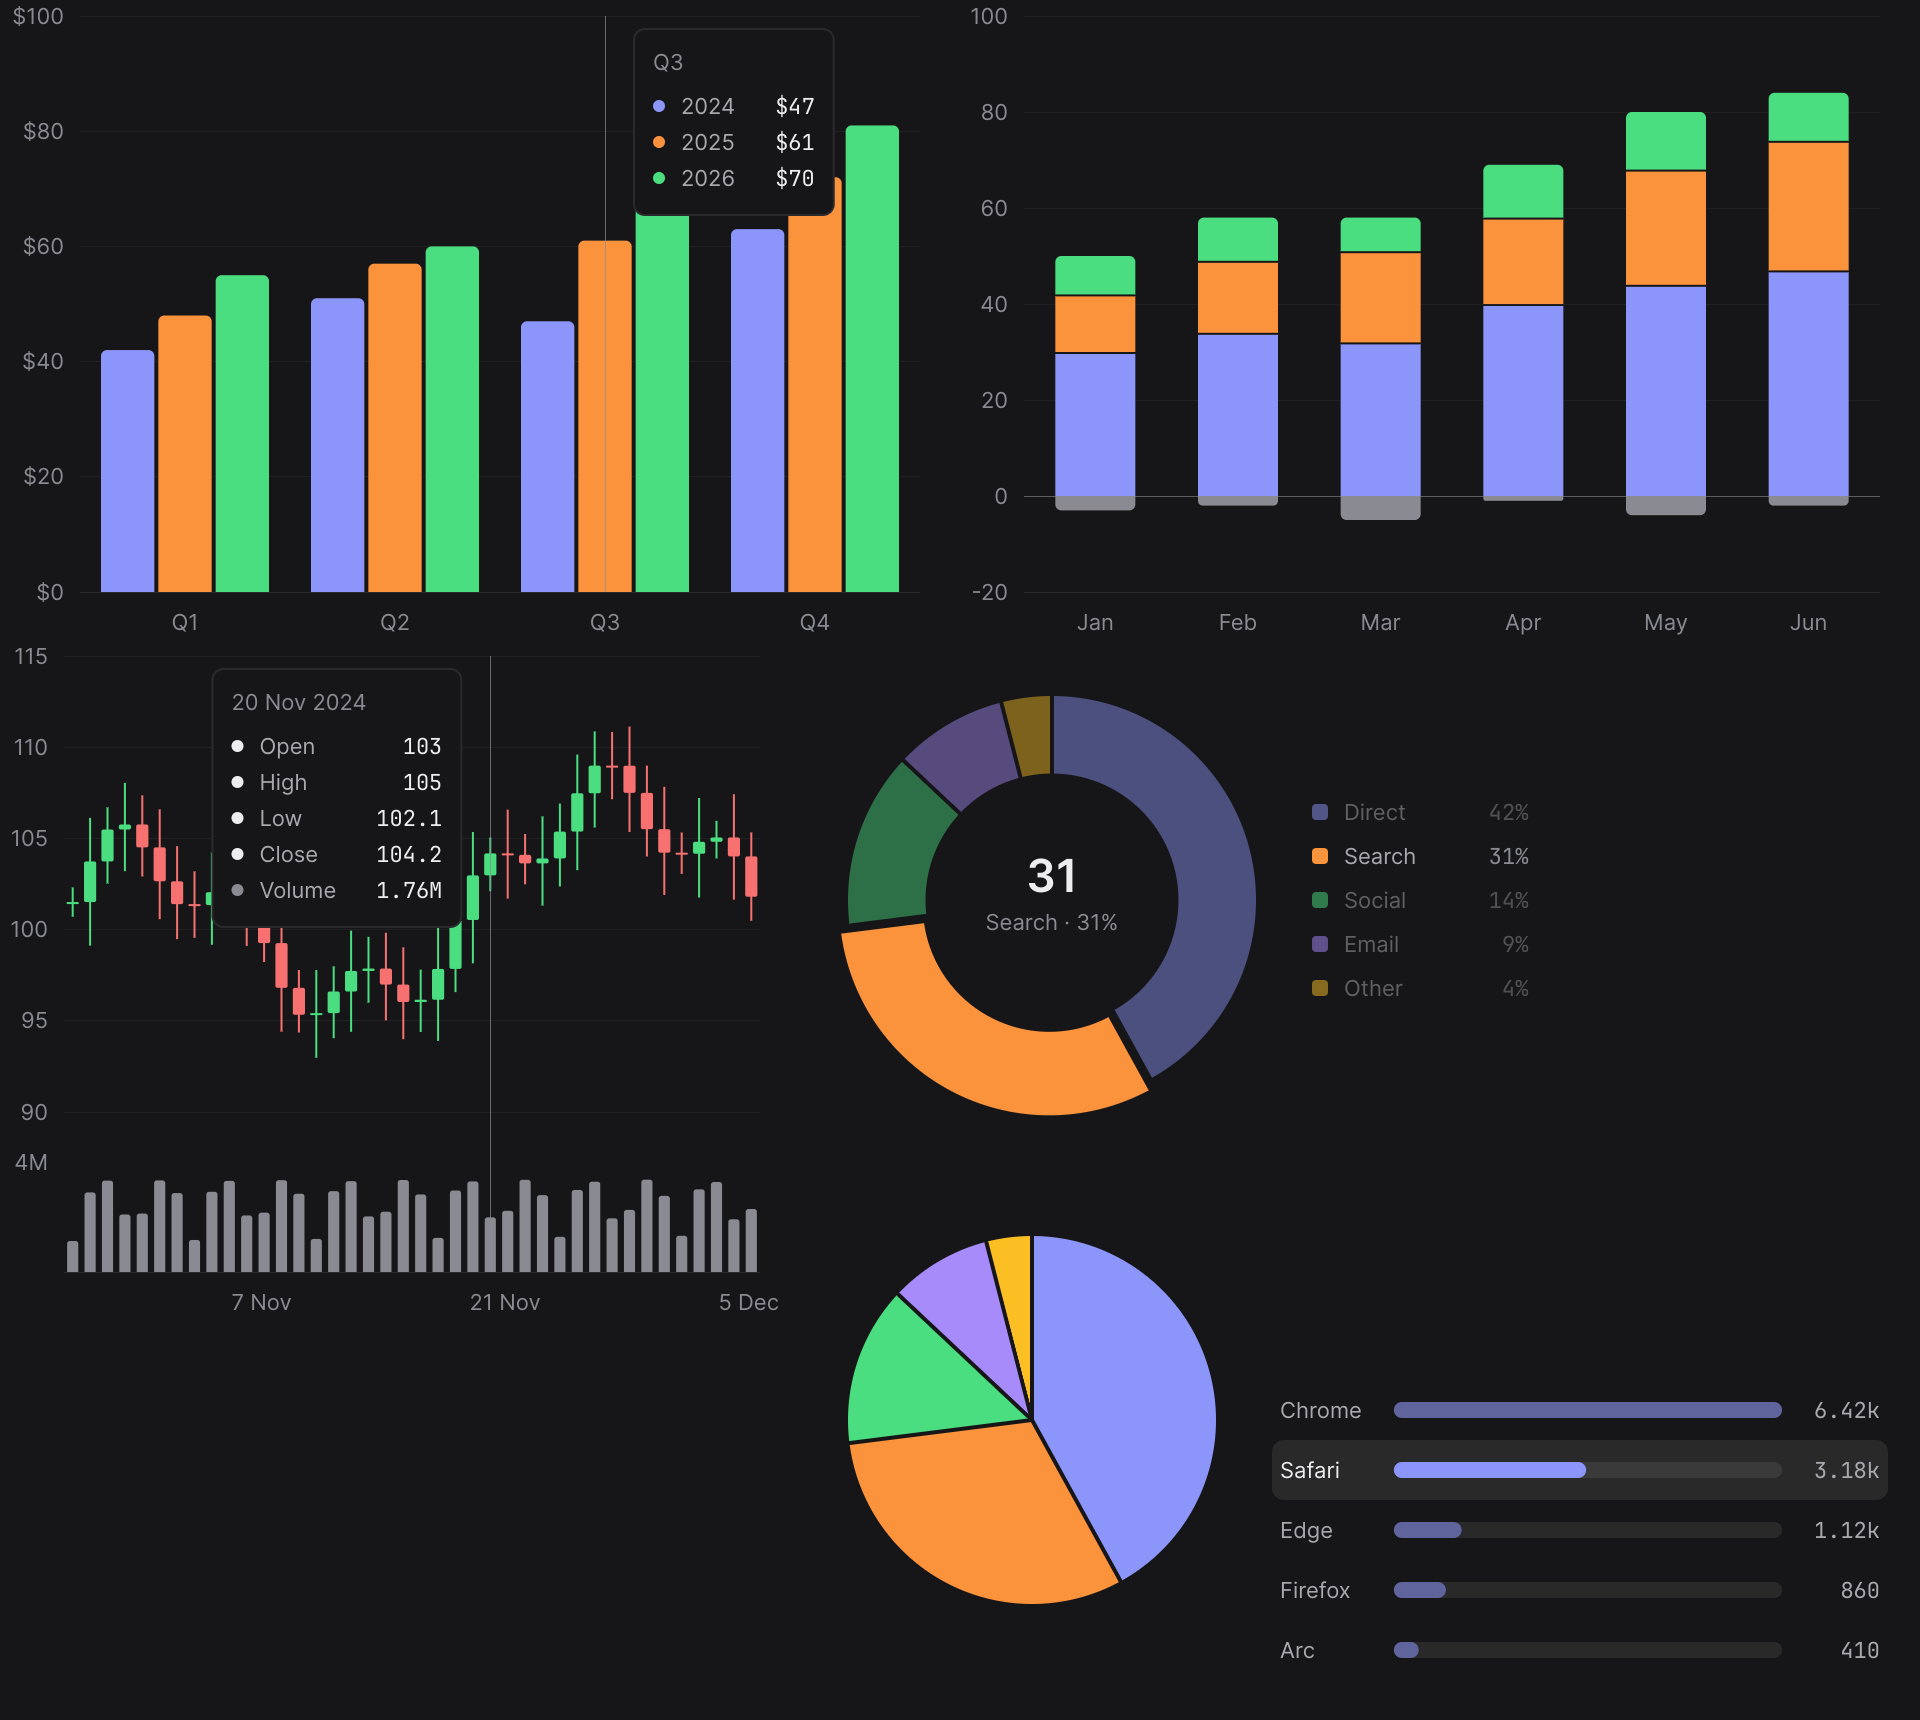 $100
$80
$60
$40
$20
$0
Q1 Q2 Q3 Q4
Q3
2024 $47
2025 $61
2026 $70
100
80
60
40
20
0
-20
Jan Feb Mar Apr May Jun
115
110
105
100
95
90
4M
7 Nov 21 Nov 5 Dec
20 Nov 2024
Open 103
High 105
Low 102.1
Close 104.2
Volume 1.76M
31
Search · 31%
Direct 42%
Search 31%
Social 14%
Email 9%
Other 4%
Chrome 6.42k
Safari 3.18k
Edge 1.12k
Firefox 860
Arc 410